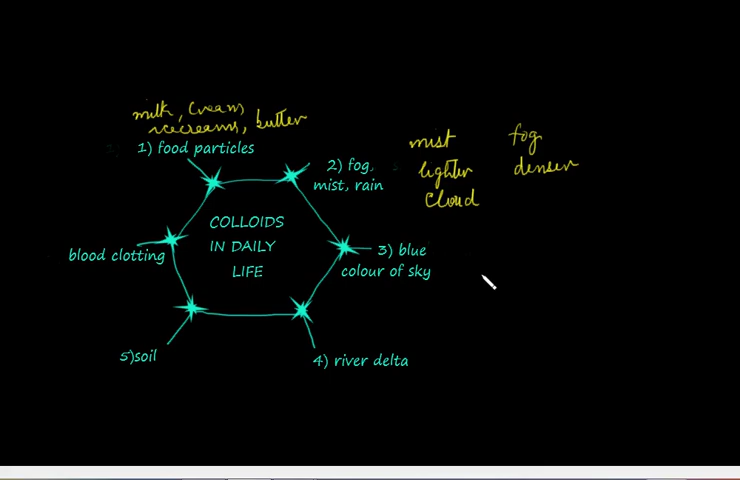 milk, cream,
icecreams, butter
1) food particles
2) fog,
mist, rain
mist fog
lighter denser
cloud
COLLOIDS
IN DAILY
LIFE
3) blue
colour of sky
blood clotting
5)soil
4) river delta